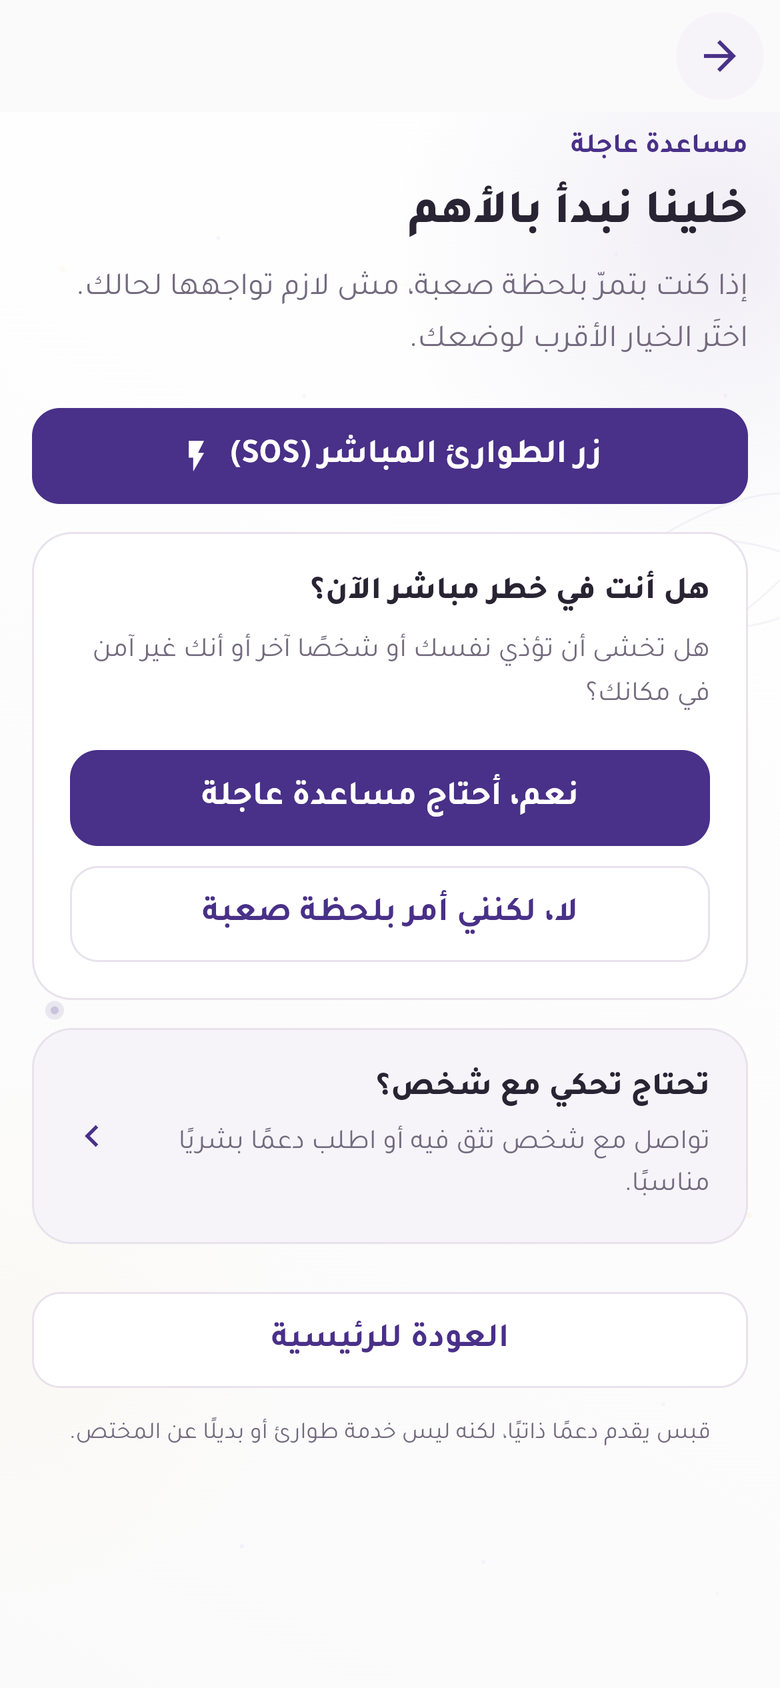 مساعدة عاجلة
خلينا نبدأ بالأهم
إذا كنت بتمرّ بلحظة صعبة، مش لازم تواجهها لحالك.
اختَر الخيار الأقرب لوضعك.
زر الطوارئ المباشر (SOS)
هل أنت في خطر مباشر الآن؟
هل تخشى أن تؤذي نفسك أو شخصًا آخر أو أنك غير آمن
في مكانك؟
نعم، أحتاج مساعدة عاجلة
لا، لكنني أمر بلحظة صعبة
تحتاج تحكي مع شخص؟
تواصل مع شخص تثق فيه أو اطلب دعمًا بشريًا
مناسبًا.
العودة للرئيسية
قبس يقدم دعمًا ذاتيًا، لكنه ليس خدمة طوارئ أو بديلًا عن المختص.